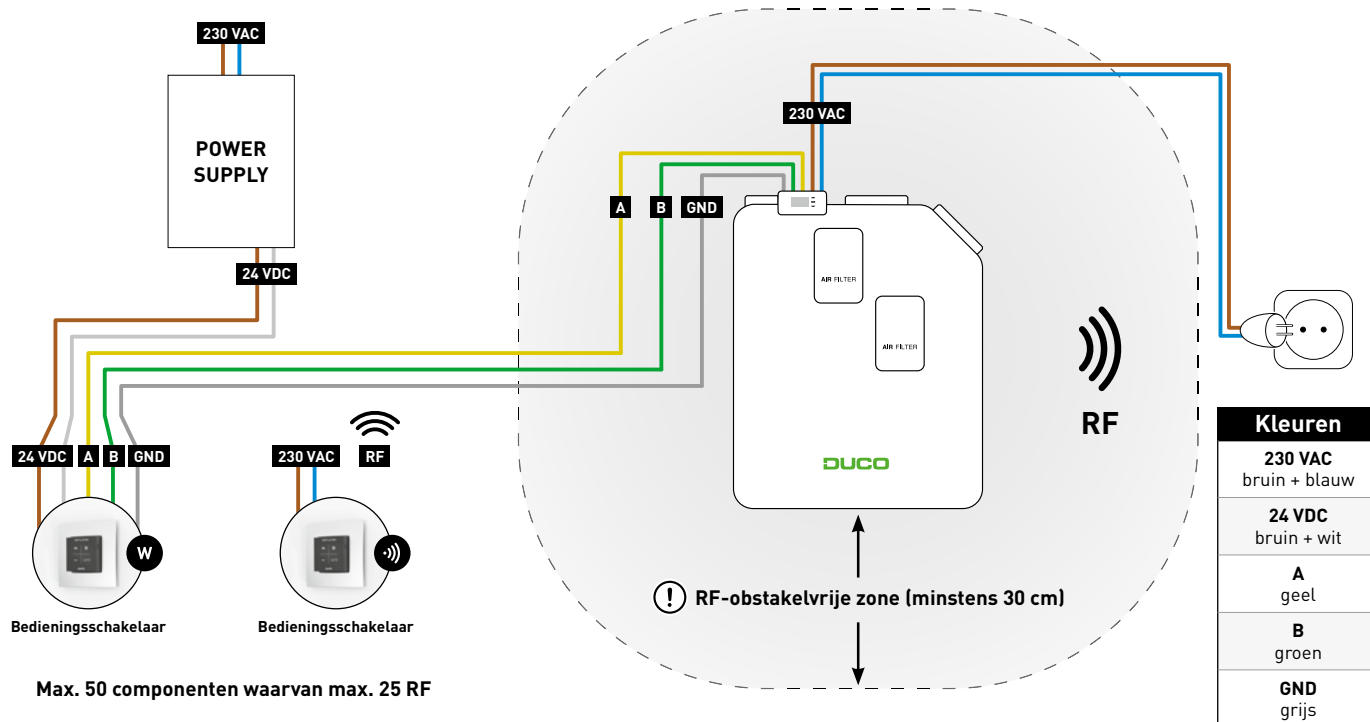 230 VAC
POWER
SUPPLY
24 VDC
24 VDC
A
B
GND
W
Bedieningsschakelaar
230 VAC
RF
Bedieningsschakelaar
Max. 50 componenten waarvan max. 25 RF
230 VAC
A
B
GND
AIR FILTER
AIR FILTER
DUCO
RF
! RF-obstakelvrije zone (minstens 30 cm)
Kleuren
230 VAC
bruin + blauw
24 VDC
bruin + wit
A
geel
B
groen
GND
grijs